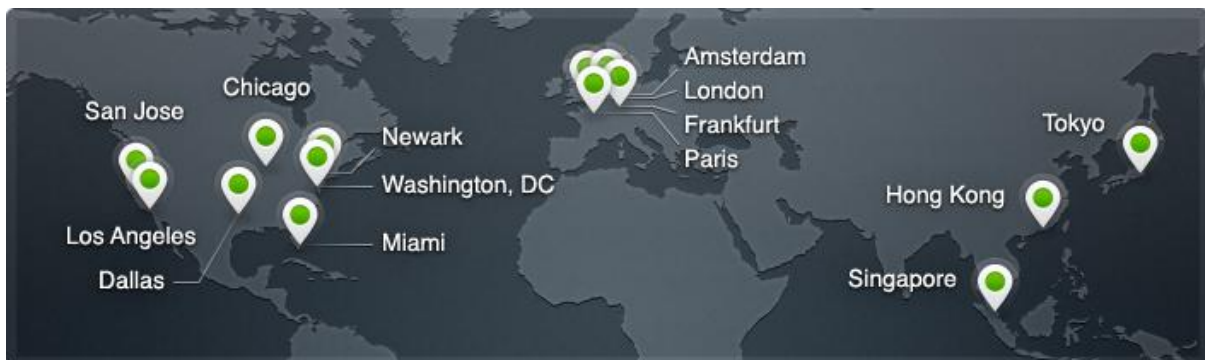 San Jose
Chicago
Newark
Washington, DC
Los Angeles
Miami
Dallas
Amsterdam
London
Frankfurt
Paris
Tokyo
Hong Kong
Singapore